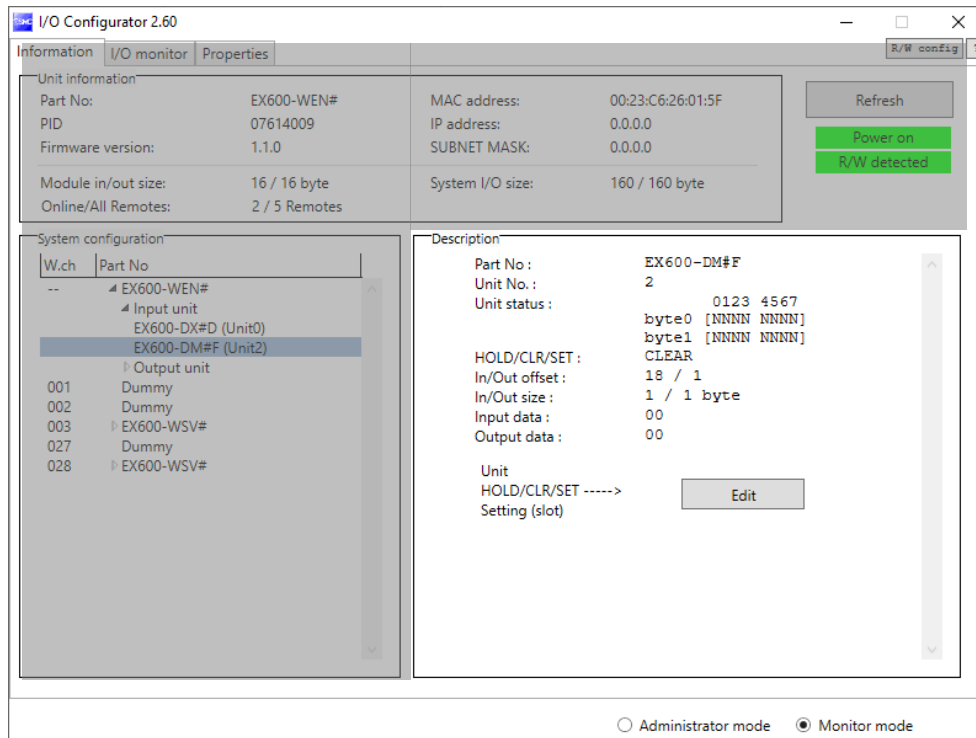 SMC I/O Configurator 2.60
Information I/O monitor Properties R/W config ?
Unit information
Part No: EX600-WEN# MAC address: 00:23:C6:26:01:5F Refresh
PID 07614009 IP address: 0.0.0.0
Firmware version: 1.1.0 SUBNET MASK: 0.0.0.0
Power on
R/W detected
Module in/out size: 16 / 16 byte System I/O size: 160 / 160 byte
Online/All Remotes: 2 / 5 Remotes
System configuration
W.ch Part No
-- EX600-WEN#
Input unit
EX600-DX#D (Unit0)
EX600-DM#F (Unit2)
Output unit
001 Dummy
002 Dummy
003 EX600-WSV#
027 Dummy
028 EX600-WSV#
Description
Part No : EX600-DM#F
Unit No. : 2
Unit status : 0123 4567
byte0 [NNNN NNNN]
byte1 [NNNN NNNN]
HOLD/CLR/SET : CLEAR
In/Out offset : 18 / 1
In/Out size : 1 / 1 byte
Input data : 00
Output data : 00
Unit
HOLD/CLR/SET -----> Edit
Setting (slot)
Administrator mode Monitor mode